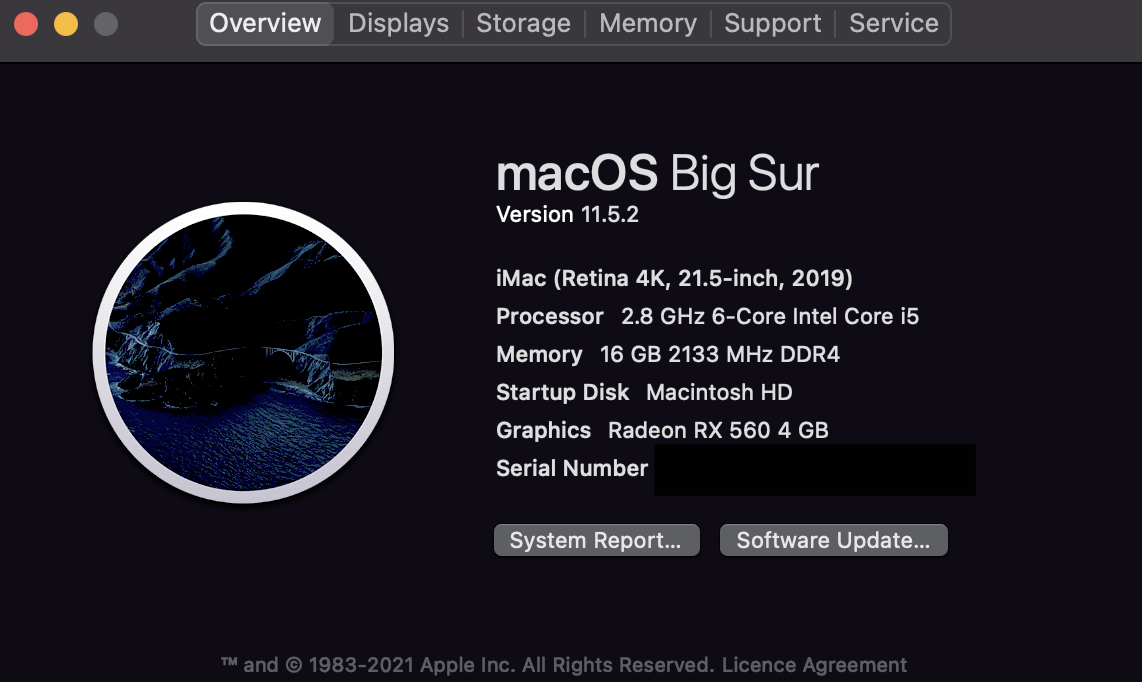 Overview Displays Storage Memory Support Service
macOS Big Sur
Version 11.5.2
iMac (Retina 4K, 21.5-inch, 2019)
Processor 2.8 GHz 6-Core Intel Core i5
Memory 16 GB 2133 MHz DDR4
Startup Disk Macintosh HD
Graphics Radeon RX 560 4 GB
Serial Number
System Report... Software Update...
™ and © 1983-2021 Apple Inc. All Rights Reserved. Licence Agreement